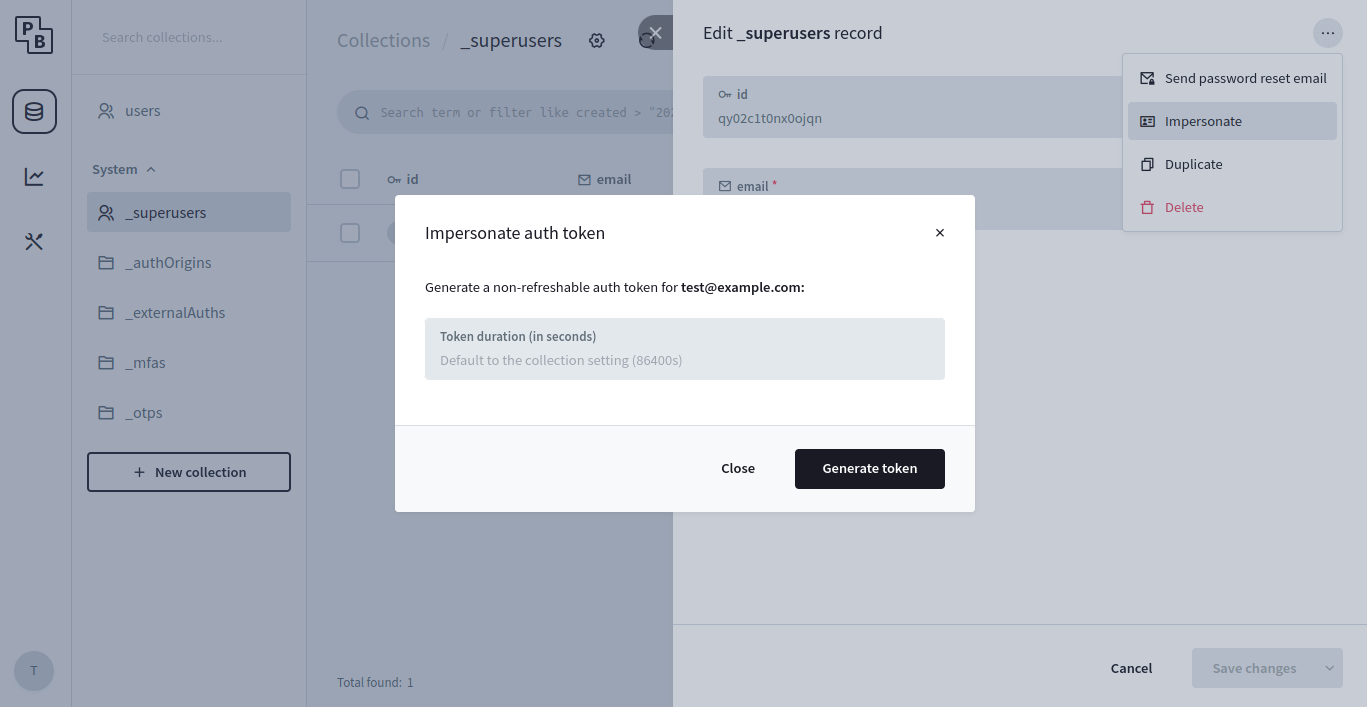 PB
Search collections...
users
System
_superusers
_authOrigins
_externalAuths
_mfas
_otps
New collection
T
Collections / _superusers
Search term or filter like created > "202
id
email
Total found: 1
Edit _superusers record
id
qy02c1t0nx0ojqn
email *
Send password reset email
Impersonate
Duplicate
Delete
Impersonate auth token
Generate a non-refreshable auth token for test@example.com:
Token duration (in seconds)
Default to the collection setting (86400s)
Close
Generate token
Cancel
Save changes